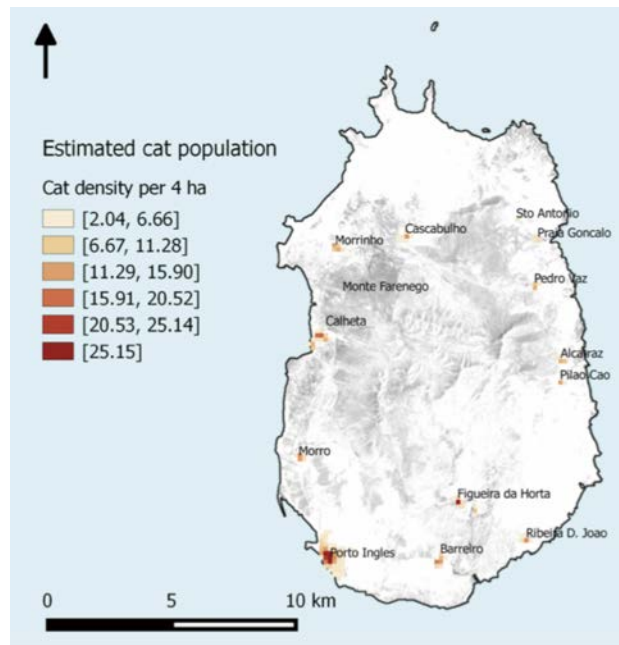 Estimated cat population
Cat density per 4 ha
[2.04, 6.66]
[6.67, 11.28]
[11.29, 15.90]
[15.91, 20.52]
[20.53, 25.14]
[25.15]
Sto Antonio
Cascabulho
Praia Goncalo
Morrinho
Pedro Vaz
Monte Farenego
Calheta
Alcatraz
Pilao Cao
Morro
Figueira da Horta
Ribeira D. Joao
Porto Ingles
Barreiro
0 5 10 km